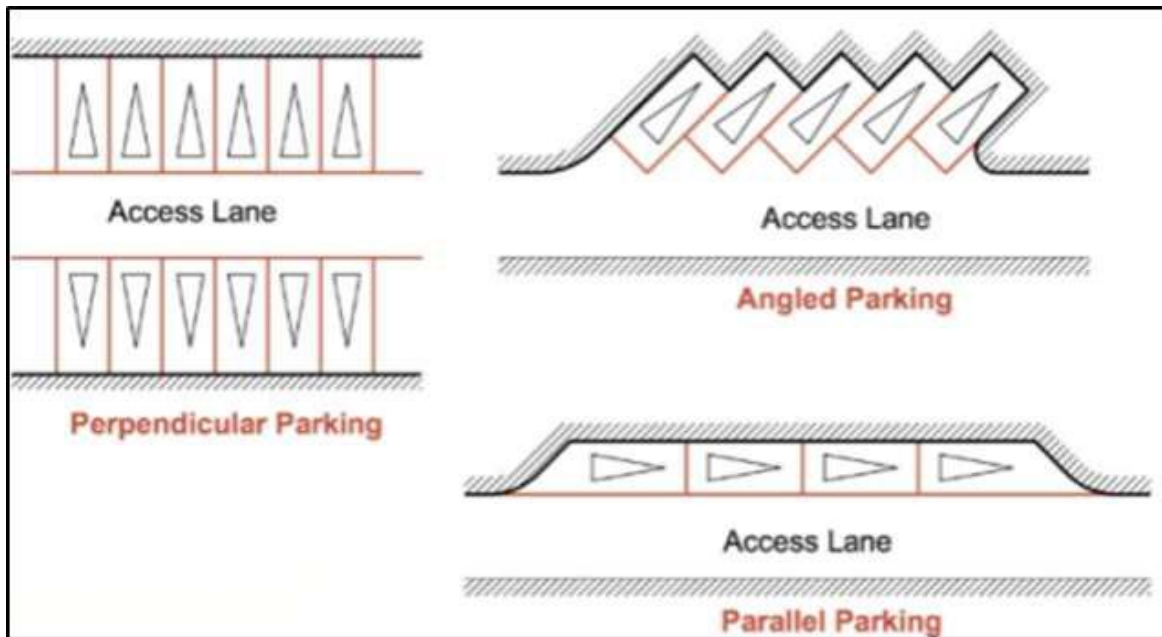 Access Lane
Perpendicular Parking
Access Lane
Angled Parking
Access Lane
Parallel Parking